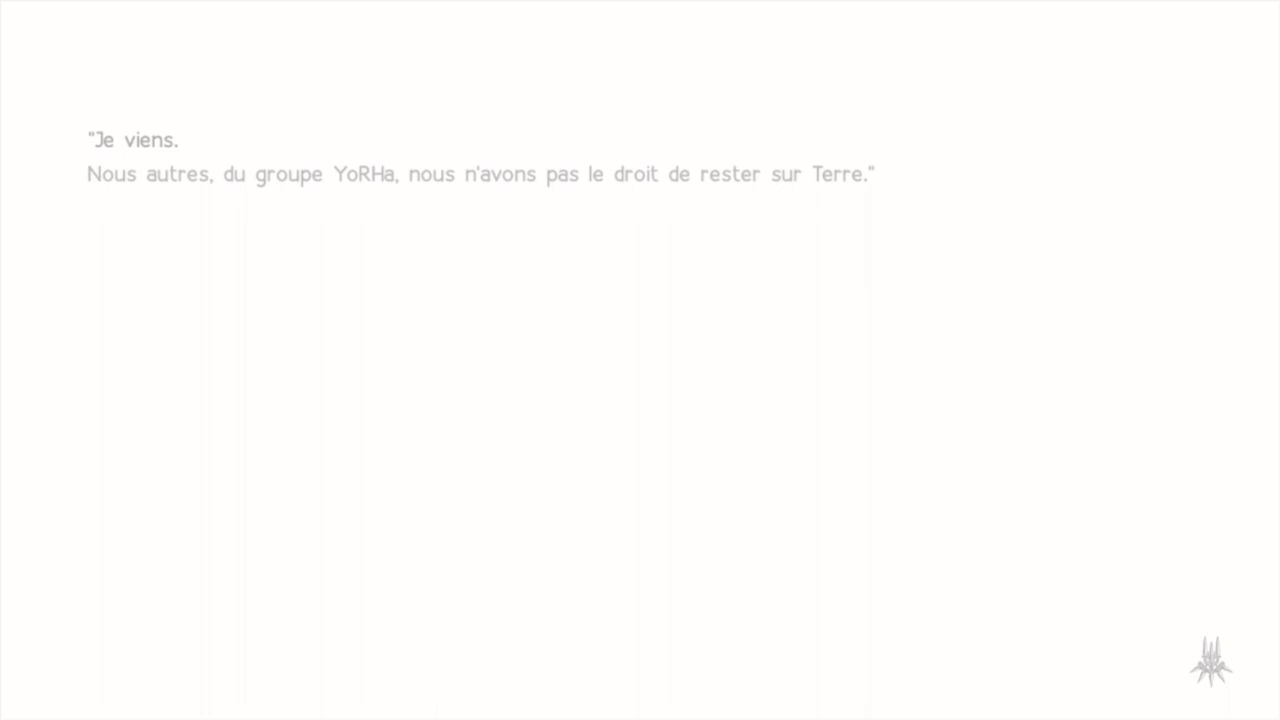 "Je viens.
Nous autres, du groupe YoRHa, nous n'avons pas le droit de rester sur Terre."